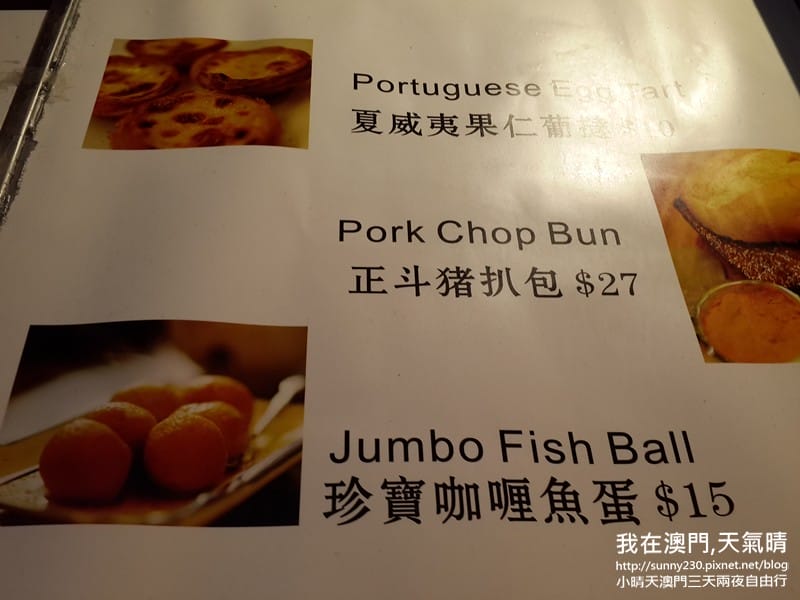 Portuguese Egg Tart
夏威夷果仁葡撻 $10
Pork Chop Bun
正斗猪扒包 $27
Jumbo Fish Ball
珍寶咖喱魚蛋 $15
我在澳門,天氣晴
http://sunny230.pixnet.net/blog
小晴天澳門三天兩夜自由行